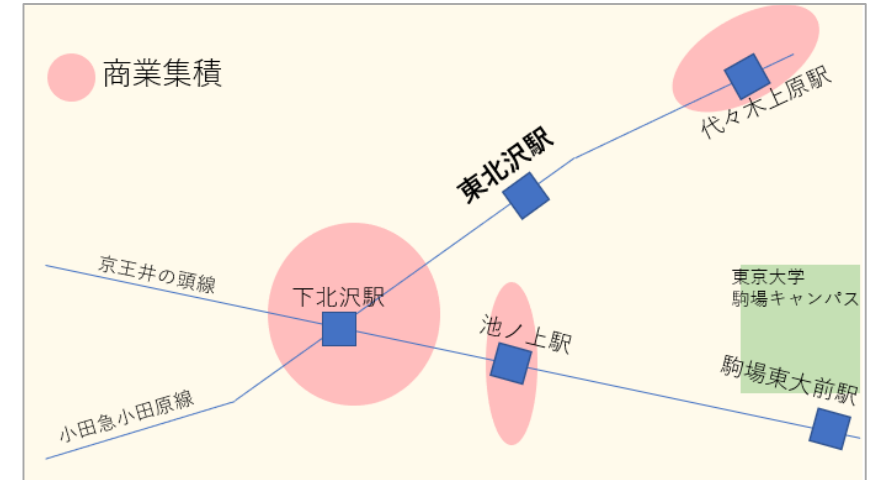 商業集積
代々木上原駅
東北沢駅
京王井の頭線
下北沢駅
東京大学
駒場キャンパス
池ノ上駅
駒場東大前駅
小田急小田原線